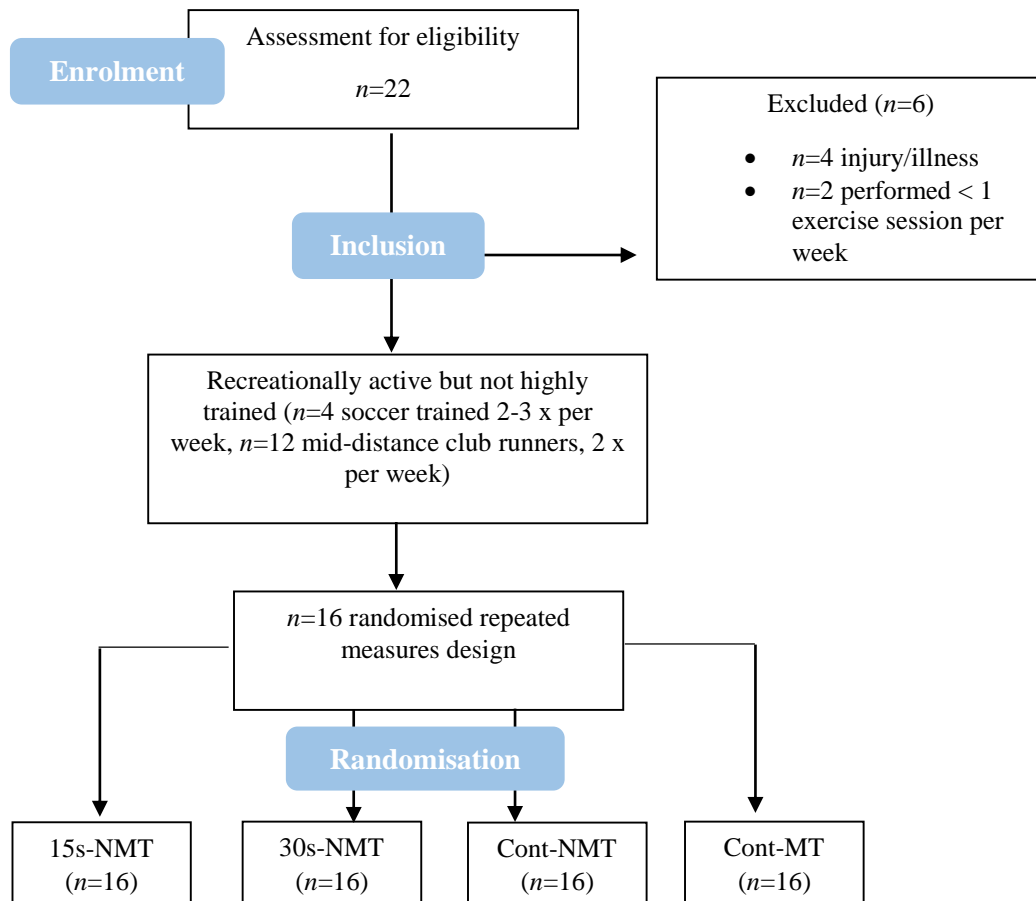 Assessment for eligibility
Enrolment
n=22
Excluded (n=6)
• n=4 injury/illness
• n=2 performed < 1
exercise session per
week
Inclusion
Recreationally active but not highly
trained (n=4 soccer trained 2-3 x per
week, n=12 mid-distance club runners, 2 x
per week)
n=16 randomised repeated
measures design
Randomisation
15s-NMT
(n=16)
30s-NMT
(n=16)
Cont-NMT
(n=16)
Cont-MT
(n=16)